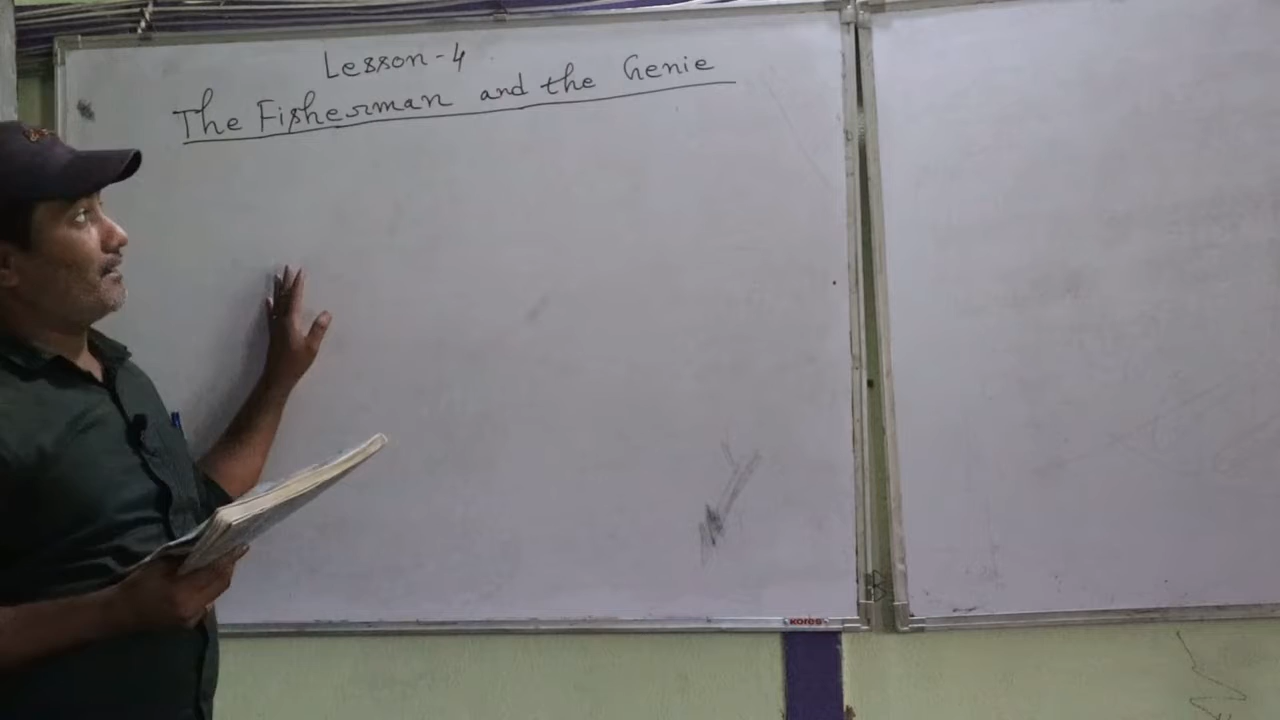 Lesson-4
The Fisherman and the Genie
kores